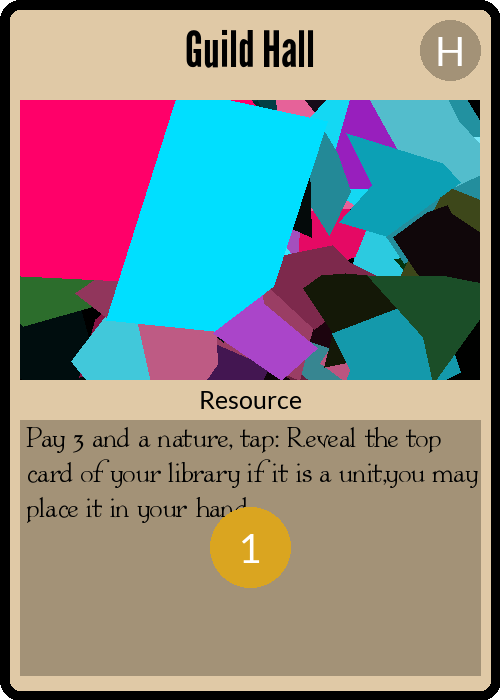 Guild Hall
H
Resource
Pay 3 and a nature, tap: Reveal the top
card of your library if it is a unit,you may
place it in your hand
1